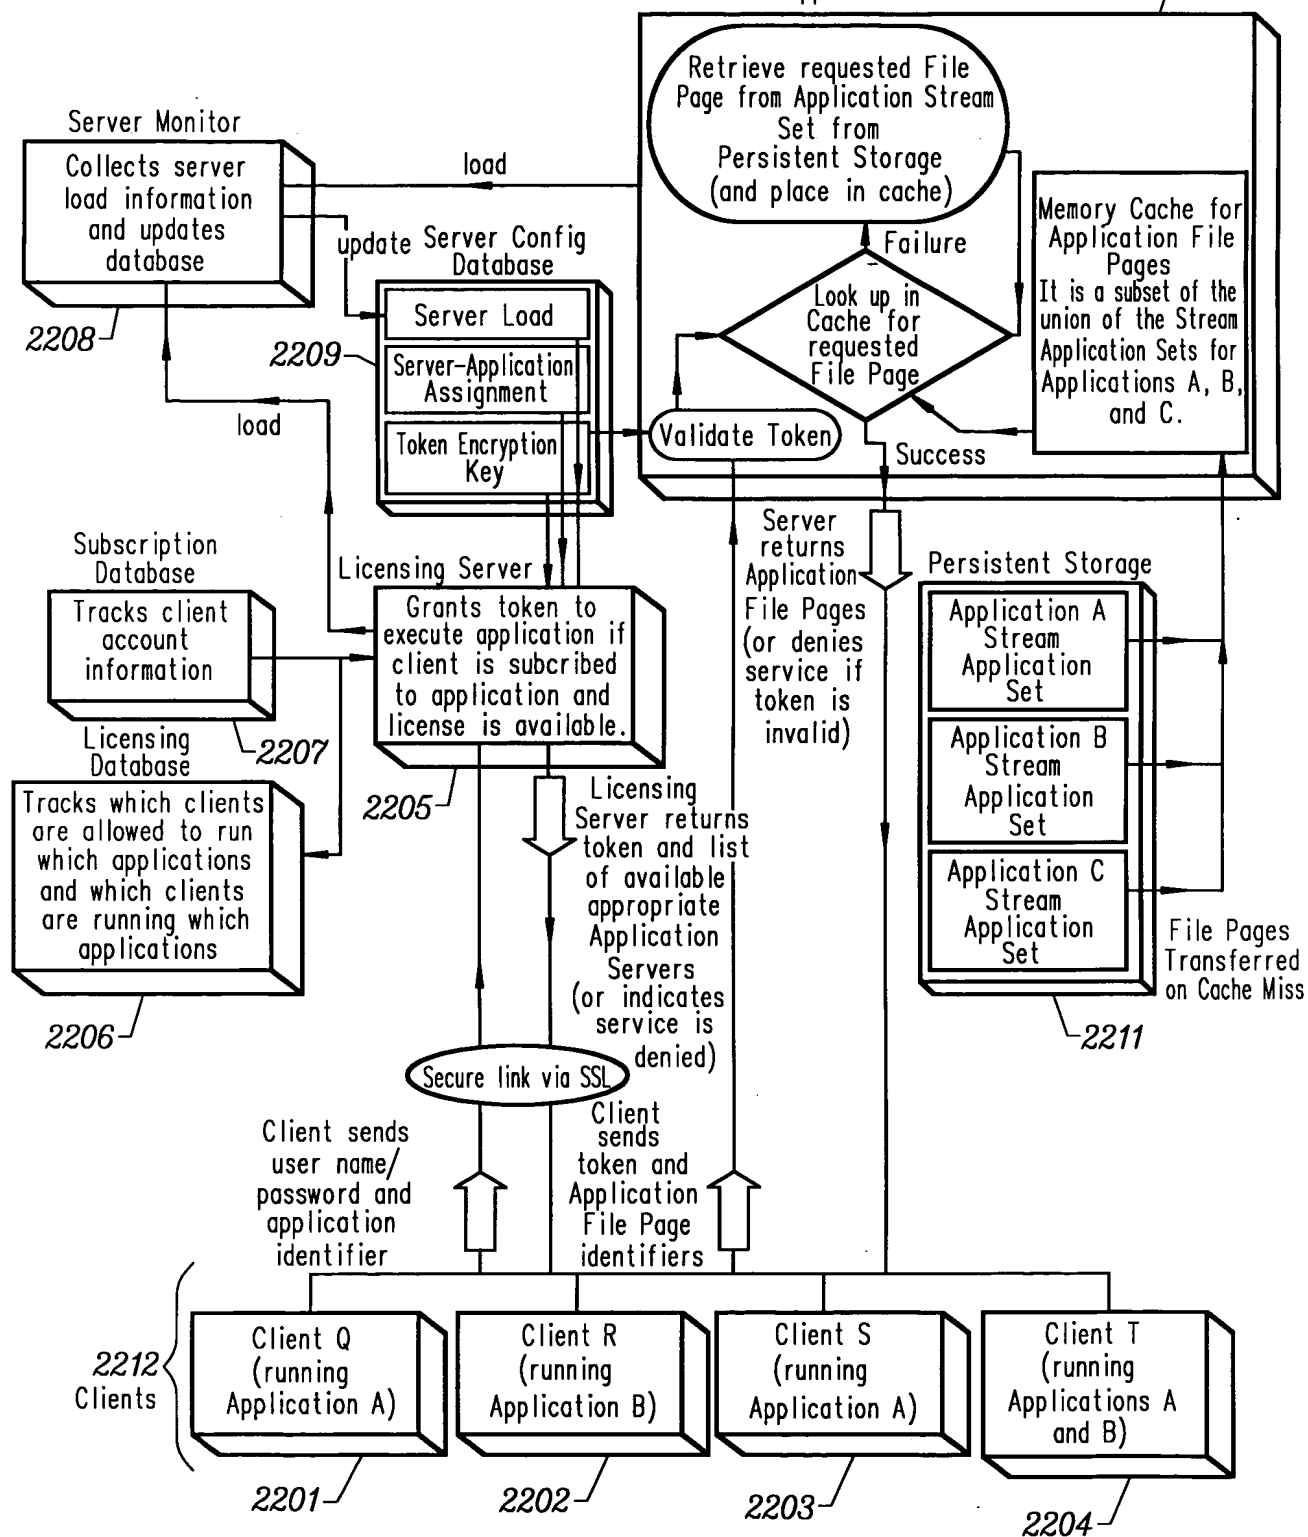 Retrieve requested File
Page from Application Stream
Set from
Persistent Storage
(and place in cache)
Server Monitor
Collects server
load information
and updates
database
2208
load
update
Server Config
Database
Server Load
Server-Application
Assignment
Token Encryption
Key
2209
load
Failure
Look up in
Cache for
requested
File Page
Validate Token
Success
Memory Cache for
Application File
Pages
It is a subset of the
union of the Stream
Application Sets for
Applications A, B,
and C.
Subscription
Database
Tracks client
account
information
2207
Licensing Server
Grants token to
execute application if
client is subcribed
to application and
license is available.
2205
Server
returns
Application
File Pages
(or denies
service if
token is
invalid)
Persistent Storage
Application A
Stream
Application
Set
Application B
Stream
Application
Set
Application C
Stream
Application
Set
2211
File Pages
Transferred
on Cache Miss
Licensing
Database
Tracks which clients
are allowed to run
which applications
and which clients
are running which
applications
2206
Licensing
Server returns
token and list
of available
appropriate
Application
Servers
(or indicates
service is
denied)
Secure link via SSL
Client sends
user name/
password and
application
identifier
Client
sends
token and
Application
File Page
identifiers
2212
Clients
Client Q
(running
Application A)
2201
Client R
(running
Application B)
2202
Client S
(running
Application A)
2203
Client T
(running
Applications A
and B)
2204